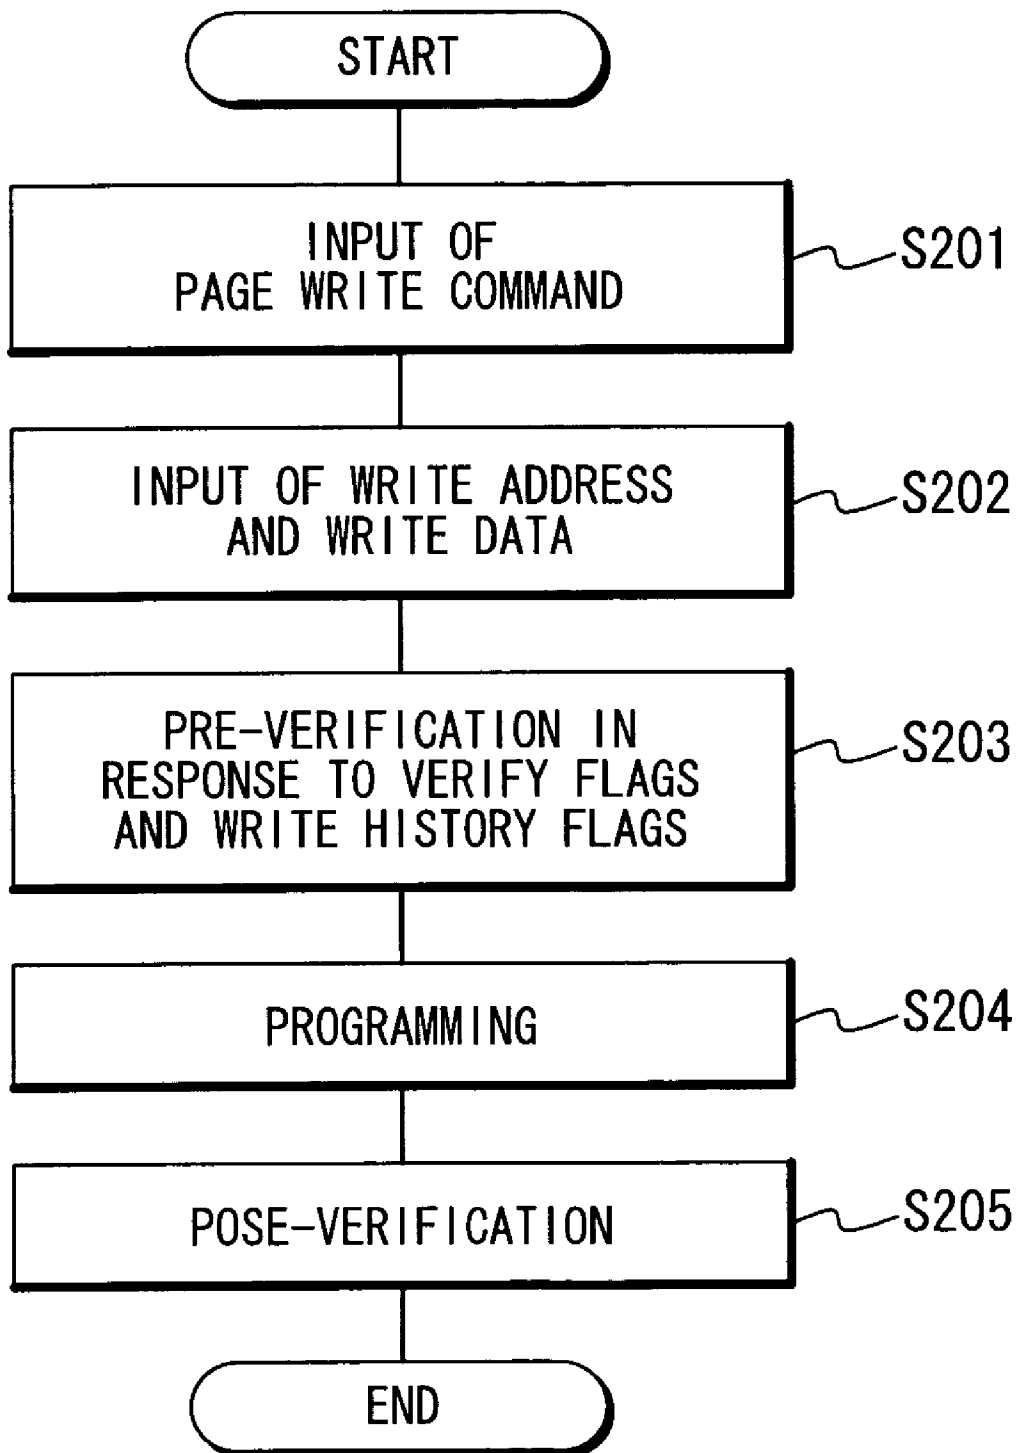 START
INPUT OF
PAGE WRITE COMMAND
S201
INPUT OF WRITE ADDRESS
AND WRITE DATA
S202
PRE-VERIFICATION IN
RESPONSE TO VERIFY FLAGS
AND WRITE HISTORY FLAGS
S203
PROGRAMMING
S204
POSE-VERIFICATION
S205
END